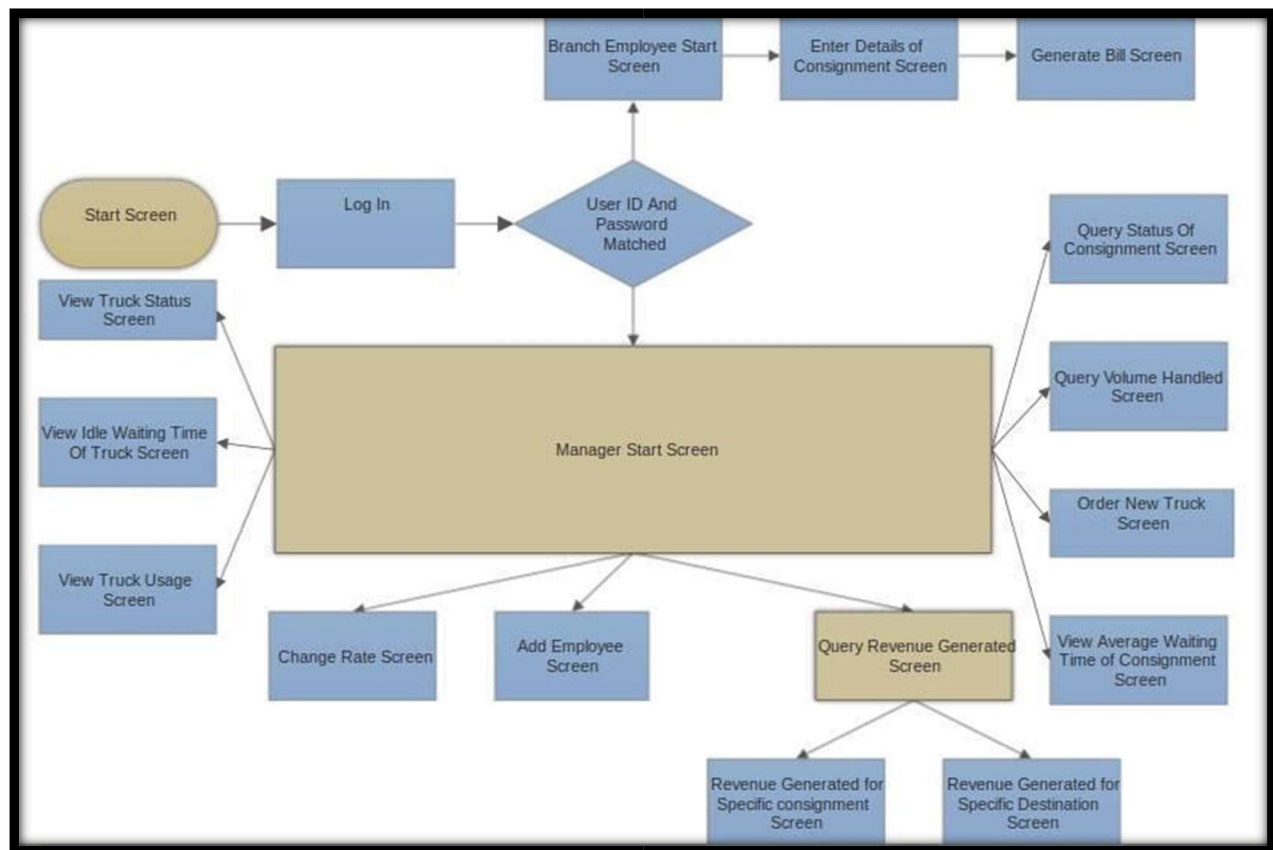 Branch Employee Start
Screen
Enter Details of
Consignment Screen
Generate Bill Screen
Start Screen
Log In
User ID And
Password
Matched
Query Status Of
Consignment Screen
View Truck Status
Screen
Query Volume Handled
Screen
View Idle Waiting Time
Of Truck Screen
Manager Start Screen
Order New Truck
Screen
View Truck Usage
Screen
Change Rate Screen
Add Employee
Screen
Query Revenue Generated
Screen
View Average Waiting
Time of Consignment
Screen
Revenue Generated for
Specific consignment
Screen
Revenue Generated for
Specific Destination
Screen